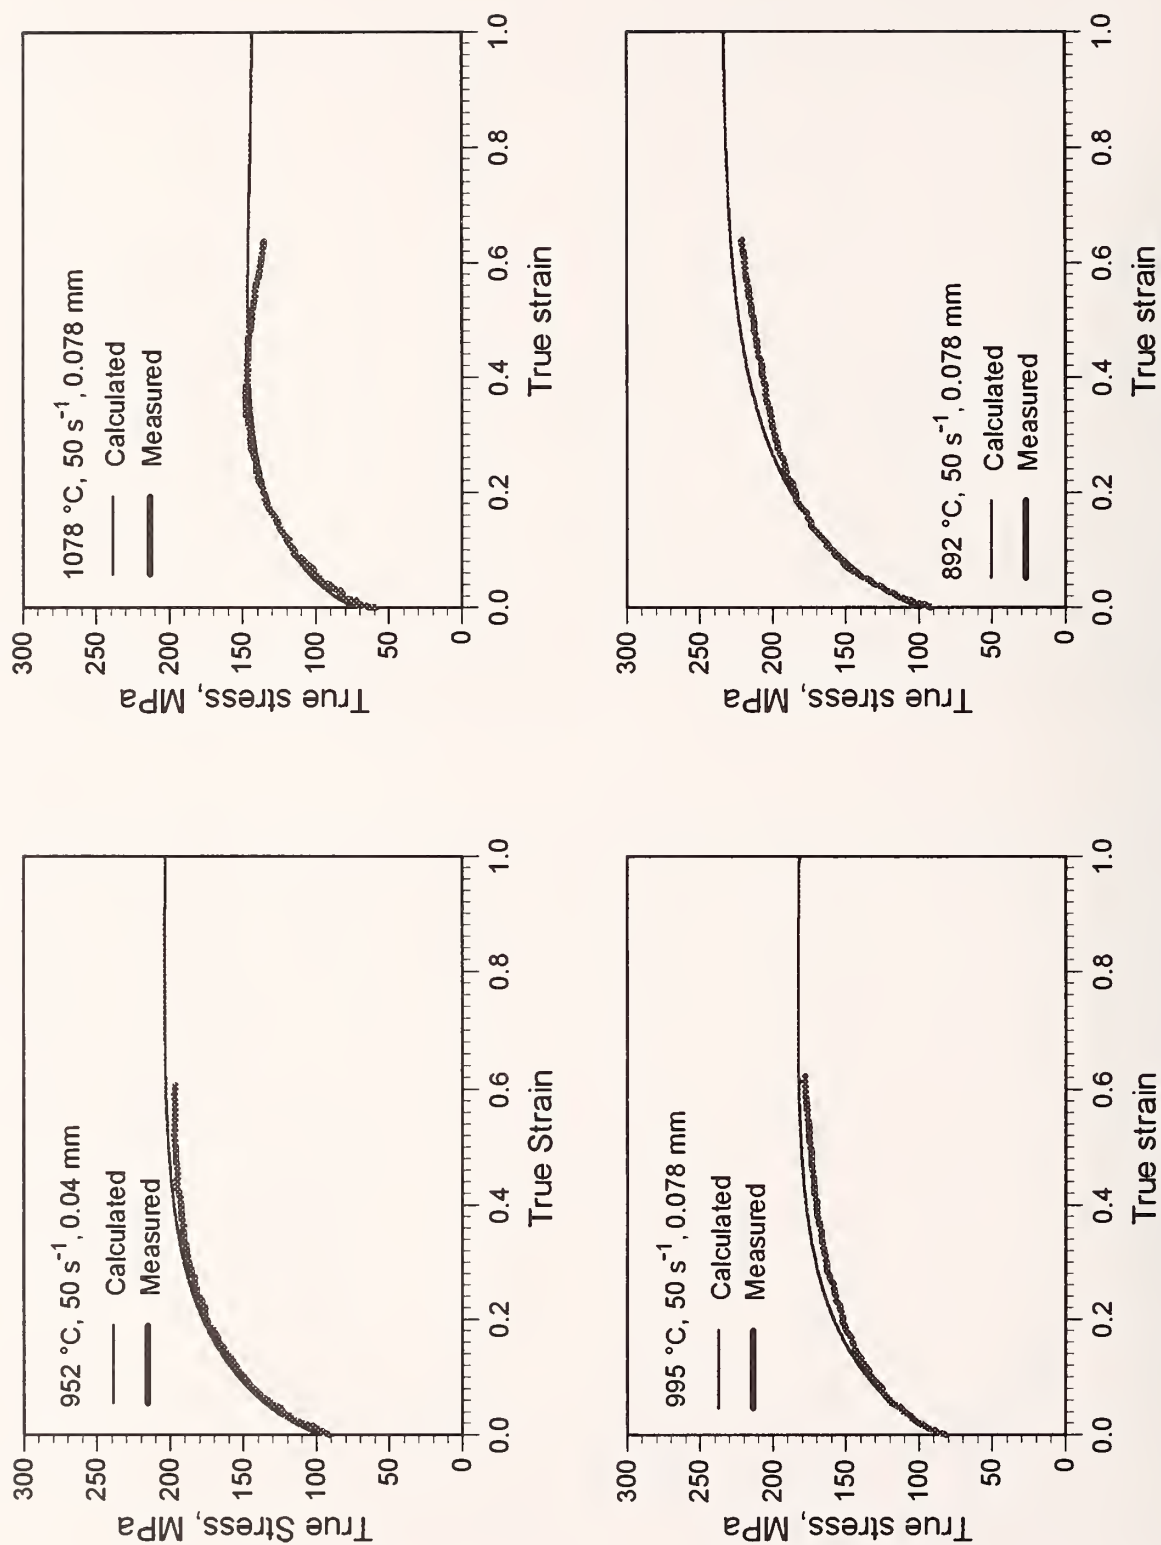 952 °C, 50 s⁻¹, 0.04 mm
Calculated
Measured
300
250
200
150
100
50
0
True Stress, MPa
0.0 0.2 0.4 0.6 0.8 1.0
True Strain
1078 °C, 50 s⁻¹, 0.078 mm
Calculated
Measured
300
250
200
150
100
50
0
True stress, MPa
0.0 0.2 0.4 0.6 0.8 1.0
True strain
995 °C, 50 s⁻¹, 0.078 mm
Calculated
Measured
300
250
200
150
100
50
0
True stress, MPa
0.0 0.2 0.4 0.6 0.8 1.0
True strain
892 °C, 50 s⁻¹, 0.078 mm
Calculated
Measured
300
250
200
150
100
50
0
True stress, MPa
0.0 0.2 0.4 0.6 0.8 1.0
True strain